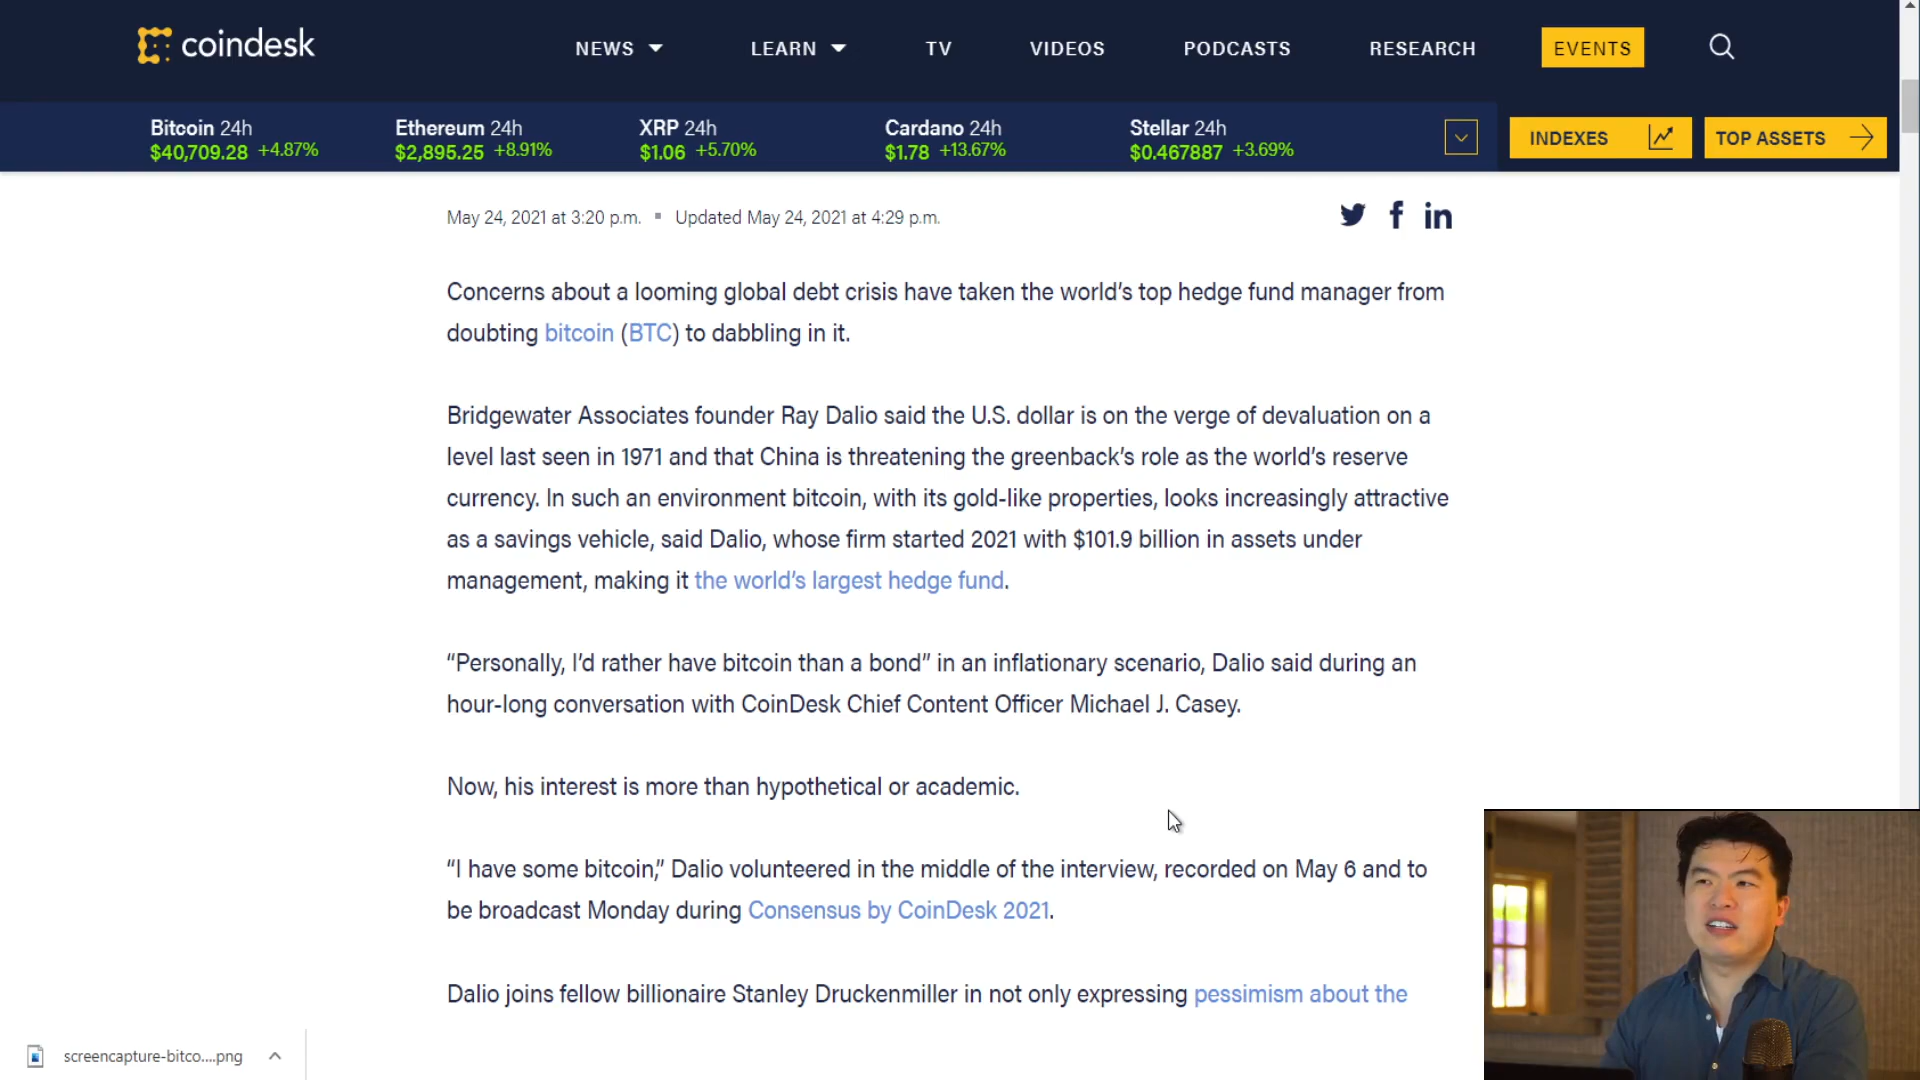 coindesk
NEWS LEARN TV VIDEOS PODCASTS RESEARCH EVENTS
Bitcoin 24h Ethereum 24h XRP 24h Cardano 24h Stellar 24h
$40,709.28 +4.87% $2,895.25 +8.91% $1.06 +5.70% $1.78 +13.67% $0.467887 +3.69%
INDEXES TOP ASSETS
May 24, 2021 at 3:20 p.m. ▪ Updated May 24, 2021 at 4:29 p.m.
Concerns about a looming global debt crisis have taken the world’s top hedge fund manager from
doubting bitcoin (BTC) to dabbling in it.
Bridgewater Associates founder Ray Dalio said the U.S. dollar is on the verge of devaluation on a
level last seen in 1971 and that China is threatening the greenback’s role as the world’s reserve
currency. In such an environment bitcoin, with its gold-like properties, looks increasingly attractive
as a savings vehicle, said Dalio, whose firm started 2021 with $101.9 billion in assets under
management, making it the world’s largest hedge fund.
“Personally, I’d rather have bitcoin than a bond” in an inflationary scenario, Dalio said during an
hour-long conversation with CoinDesk Chief Content Officer Michael J. Casey.
Now, his interest is more than hypothetical or academic.
“I have some bitcoin,” Dalio volunteered in the middle of the interview, recorded on May 6 and to
be broadcast Monday during Consensus by CoinDesk 2021.
Dalio joins fellow billionaire Stanley Druckenmiller in not only expressing pessimism about the
screencapture-bitco....png